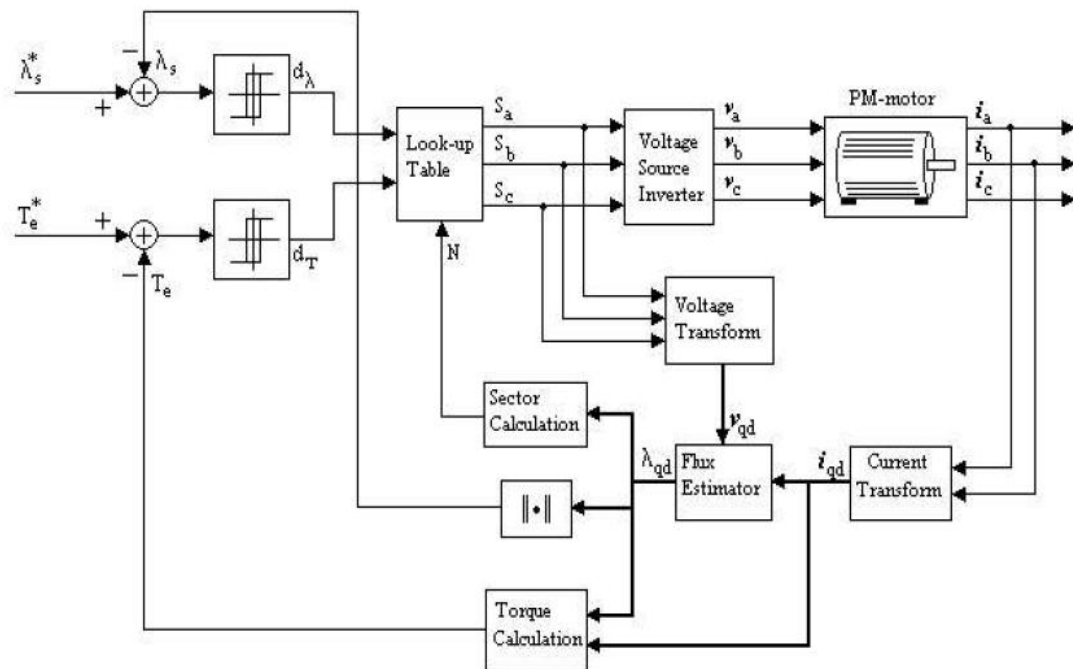 λs*
+
−
λs
dλ
Te*
+
−
Te
dT
Look-up
Table
N
Sa
Sb
Sc
Voltage
Source
Inverter
va
vb
vc
PM-motor
ia
ib
ic
Voltage
Transform
vqd
Sector
Calculation
λqd
Flux
Estimator
iqd
Current
Transform
‖•‖
Torque
Calculation